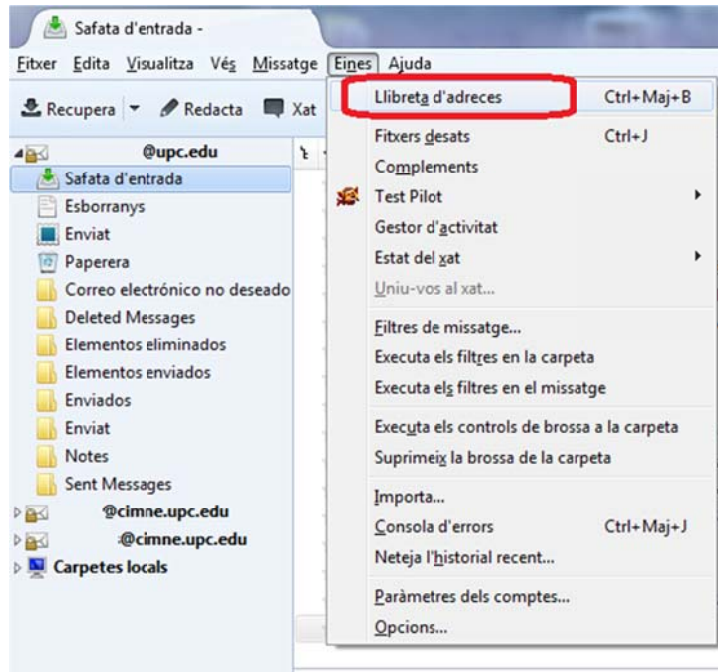 Safata d'entrada -
Fitxer Edita Visualitza Vés Missatge Eines Ajuda
Recupera Redacta Xat
@upc.edu
Safata d'entrada
Esborranys
Enviat
Paperera
Correo electrónico no deseado
Deleted Messages
Elementos eliminados
Elementos enviados
Enviados
Enviat
Notes
Sent Messages
@cimne.upc.edu
:@cimne.upc.edu
Carpetes locals
Llibreta d'adreces Ctrl+Maj+B
Fitxers desats Ctrl+J
Complements
Test Pilot
Gestor d'activitat
Estat del xat
Uniu-vos al xat...
Filtres de missatge...
Executa els filtres en la carpeta
Executa els filtres en el missatge
Executa els controls de brossa a la carpeta
Suprimeix la brossa de la carpeta
Importa...
Consola d'errors Ctrl+Maj+J
Neteja l'historial recent...
Paràmetres dels comptes...
Opcions...